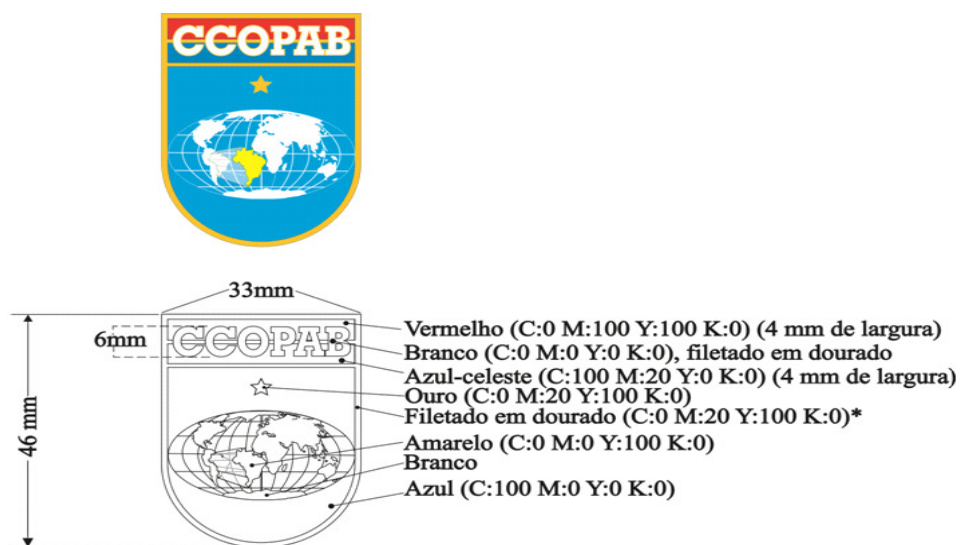 CCOPAB
33mm
6mm
CCOPAB
46 mm
Vermelho (C:0 M:100 Y:100 K:0) (4 mm de largura)
Branco (C:0 M:0 Y:0 K:0), filetado em dourado
Azul-celeste (C:100 M:20 Y:0 K:0) (4 mm de largura)
Ouro (C:0 M:20 Y:100 K:0)
Filetado em dourado (C:0 M:20 Y:100 K:0)*
Amarelo (C:0 M:0 Y:100 K:0)
Branco
Azul (C:100 M:0 Y:0 K:0)